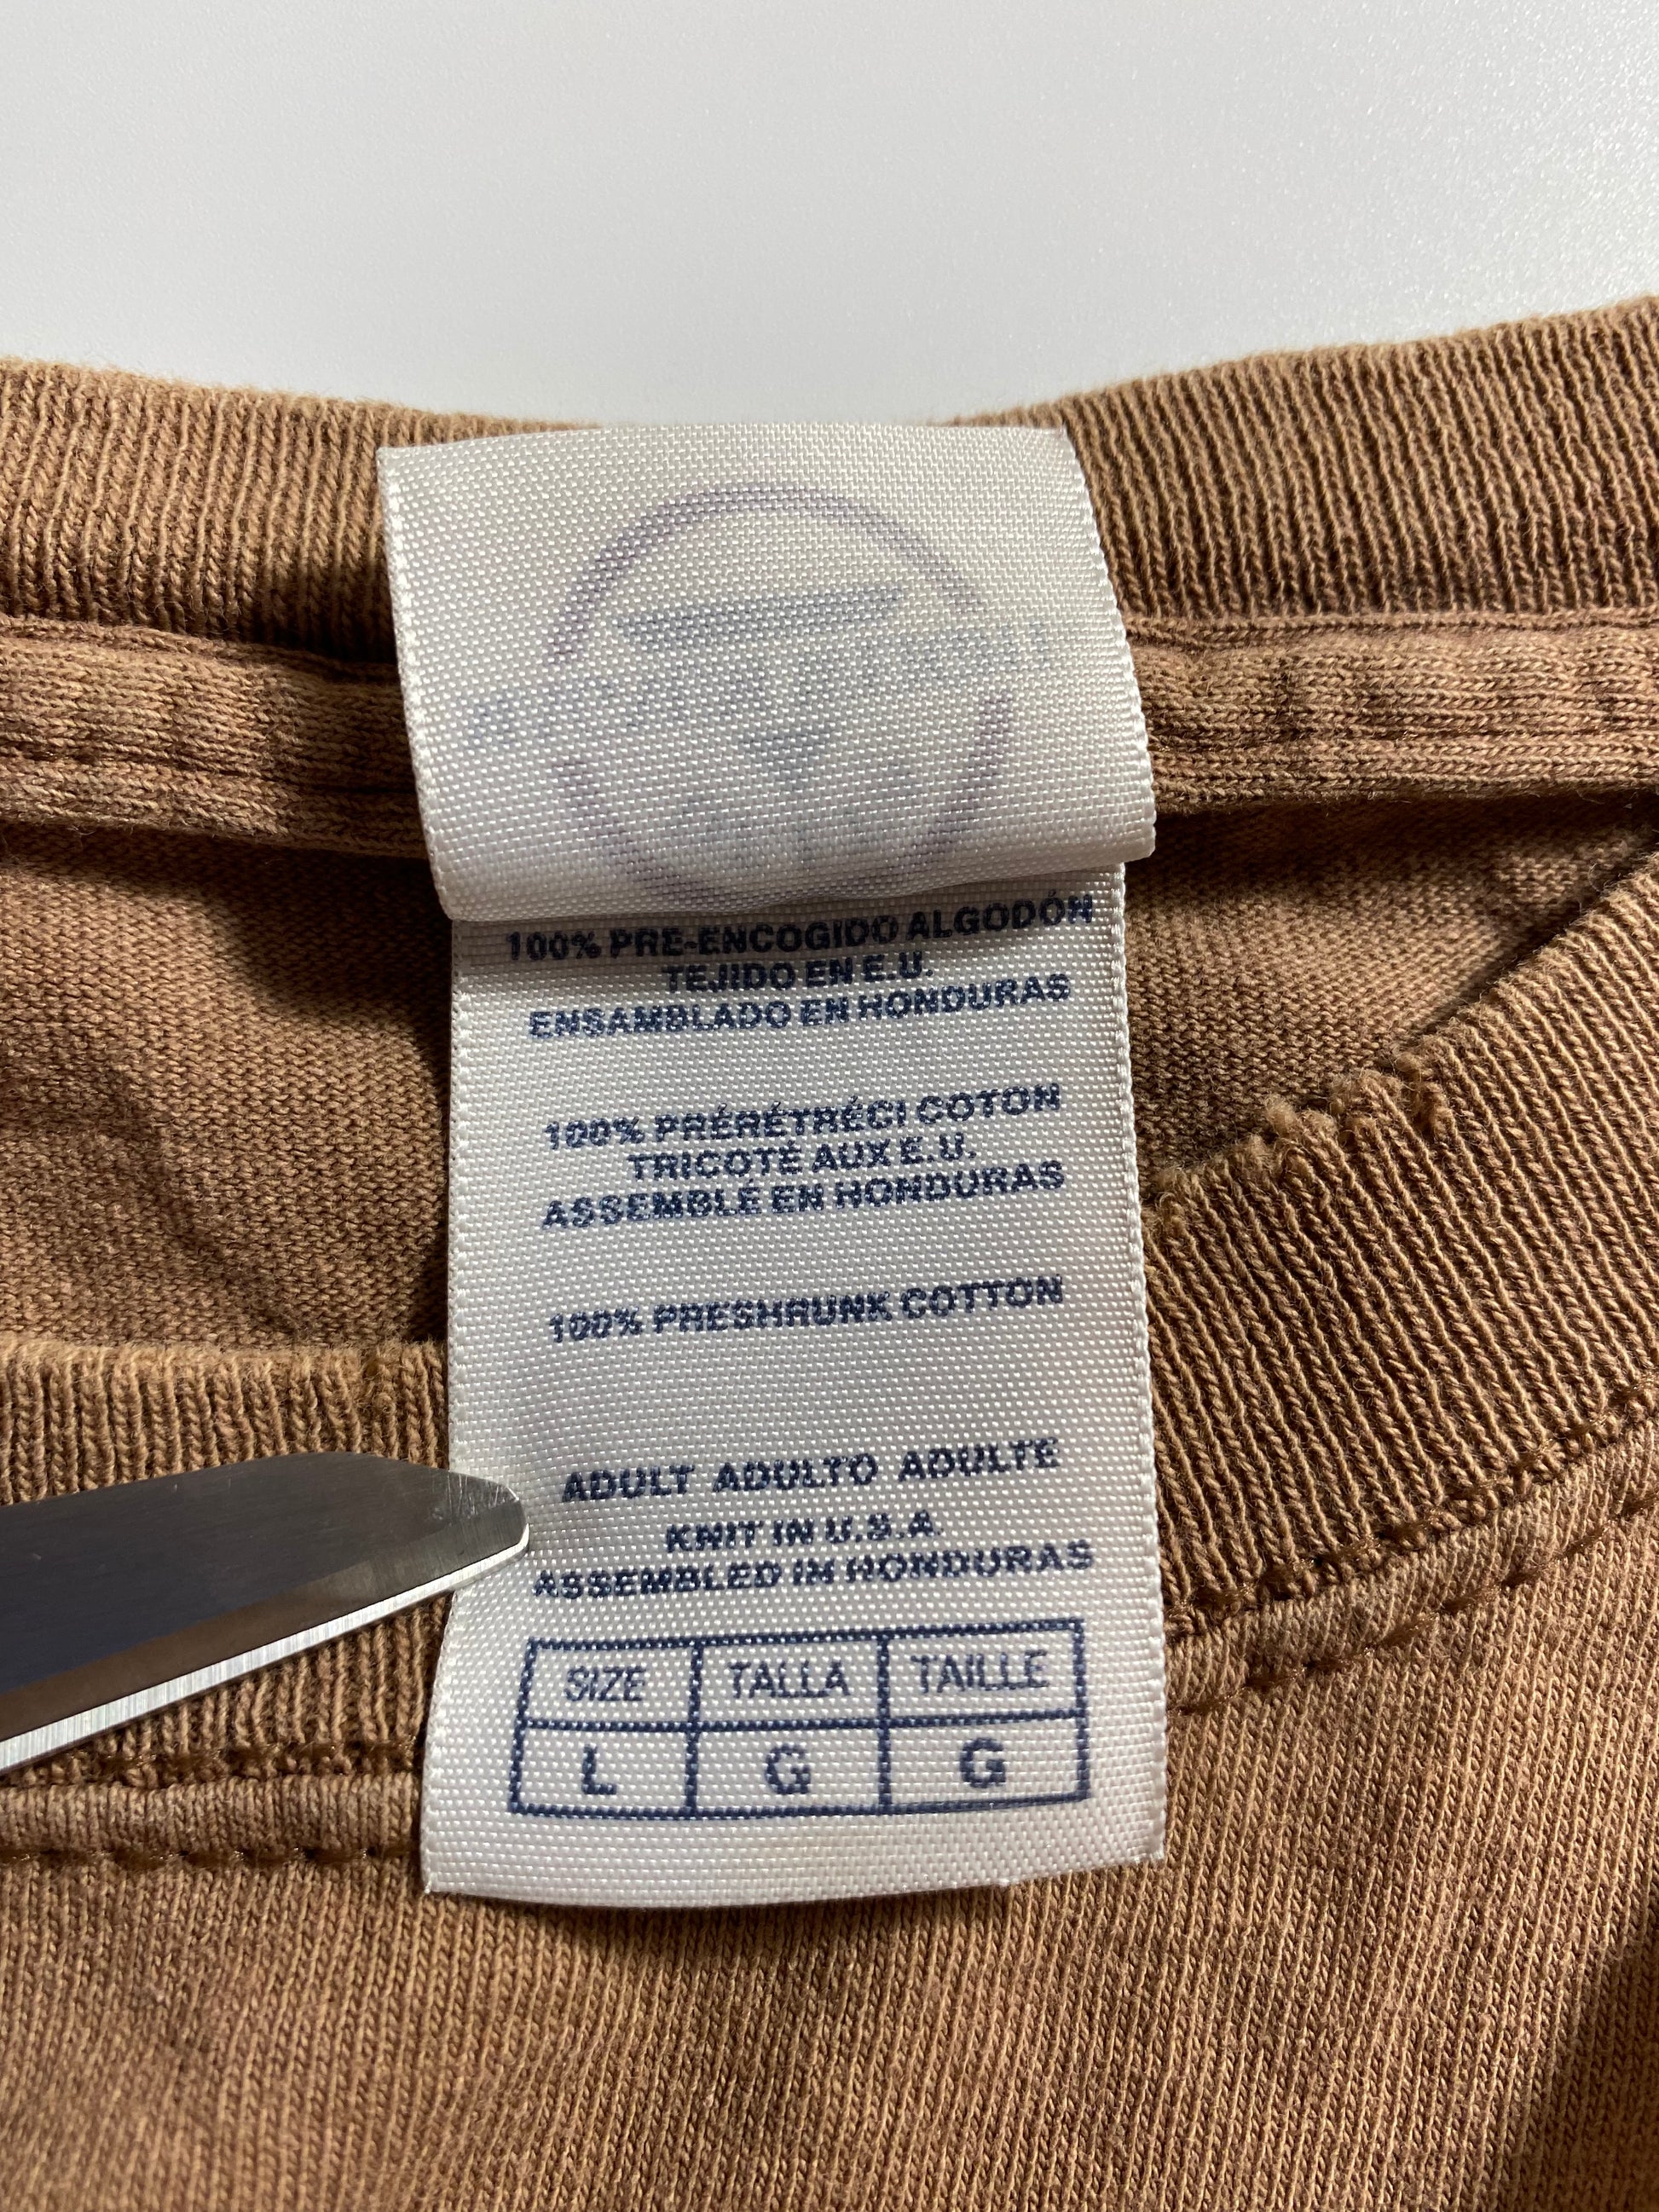 100% PRE-ENCOGIDO ALGODÓN
TEJIDO EN E.U.
ENSAMBLADO EN HONDURAS
100% PRÉRÉTRÉCI COTON
TRICOTÉ AUX E.U.
ASSEMBLÉ EN HONDURAS
100% PRESHRUNK COTTON
ADULT ADULTO ADULTE
KNIT IN U.S.A
ASSEMBLED IN HONDURAS
SIZE TALLA TAILLE
L G G